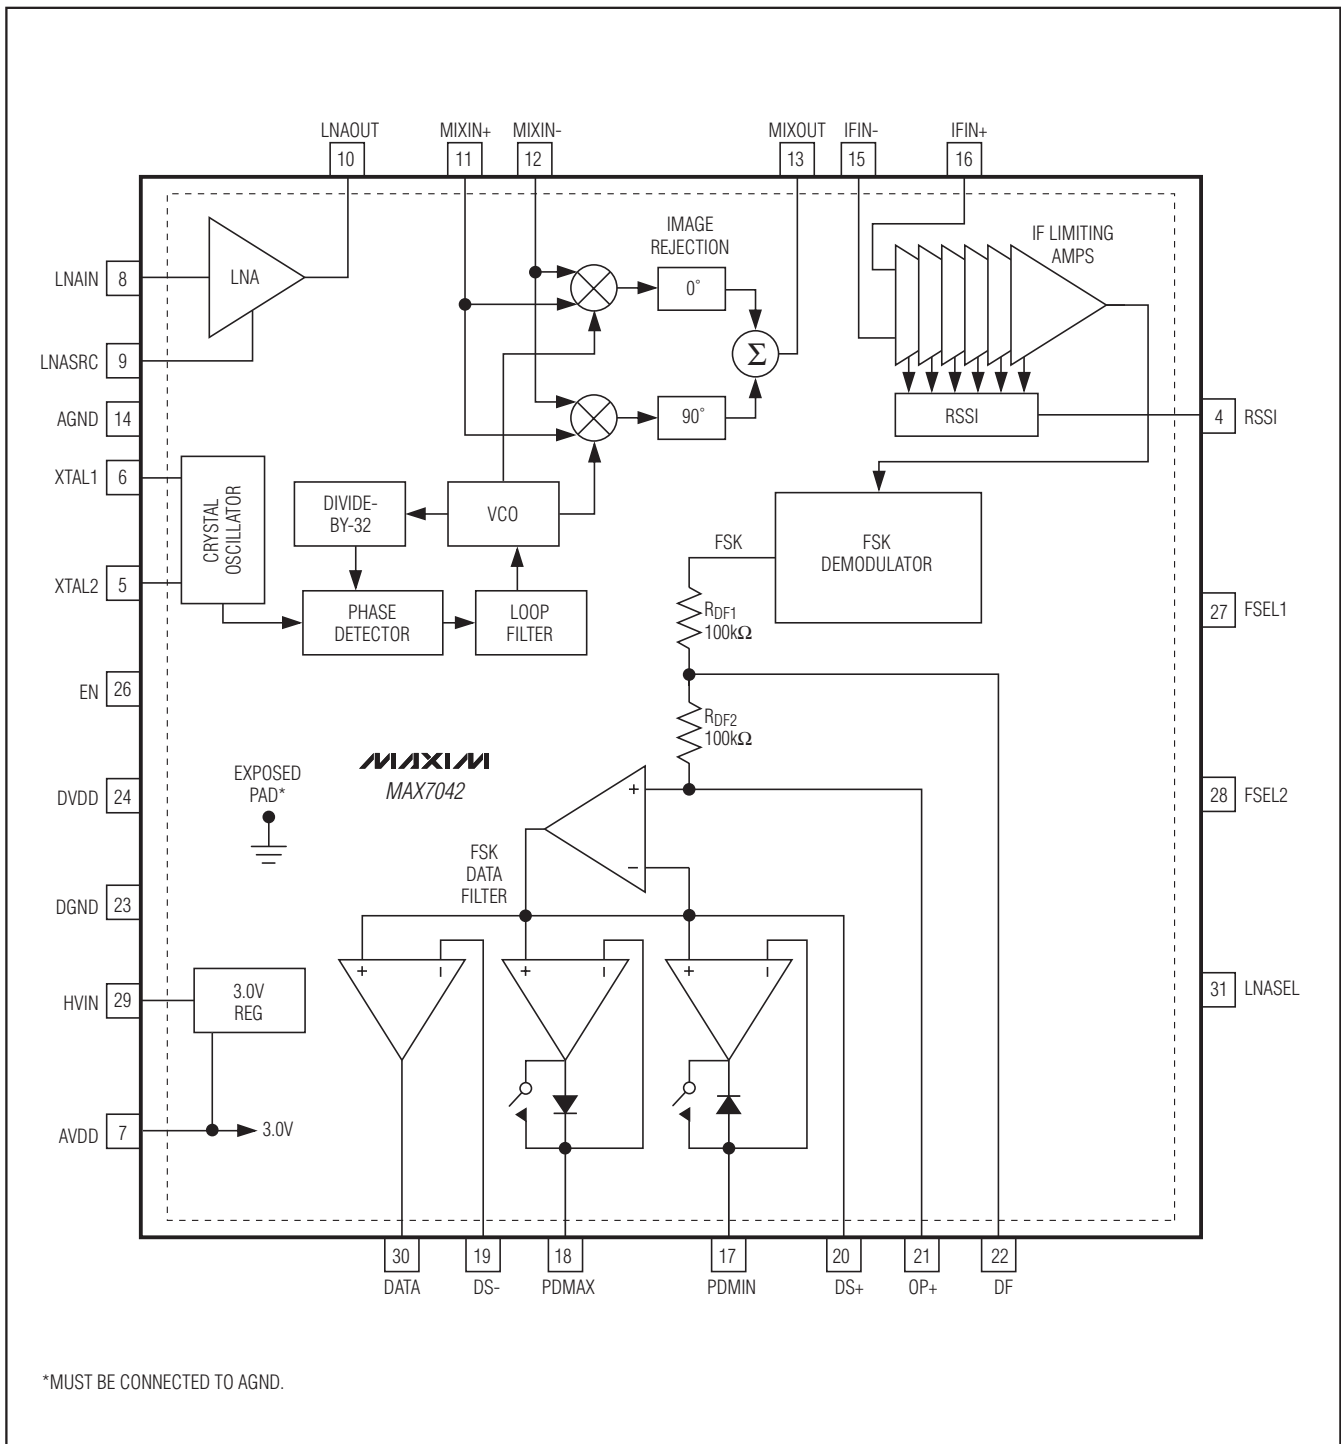 LNAOUT
MIXIN+
MIXIN-
MIXOUT
IFIN-
IFIN+
10
11
12
13
15
16
IMAGE
REJECTION
IF LIMITING
AMPS
LNAIN
8
LNA
0°
Σ
LNASRC
9
AGND
14
90°
RSSI
4
RSSI
XTAL1
6
CRYSTAL
OSCILLATOR
DIVIDE-
BY-32
VCO
FSK
FSK
DEMODULATOR
XTAL2
5
PHASE
DETECTOR
LOOP
FILTER
RDF1
100kΩ
27
FSEL1
EN
26
RDF2
100kΩ
MAXIM
MAX7042
EXPOSED
PAD*
DVDD
24
+
−
28
FSEL2
FSK
DATA
FILTER
DGND
23
+
−
+
−
+
−
HVIN
29
3.0V
REG
31
LNASEL
AVDD
7
3.0V
30
19
18
17
20
21
22
DATA
DS-
PDMAX
PDMIN
DS+
OP+
DF
*MUST BE CONNECTED TO AGND.